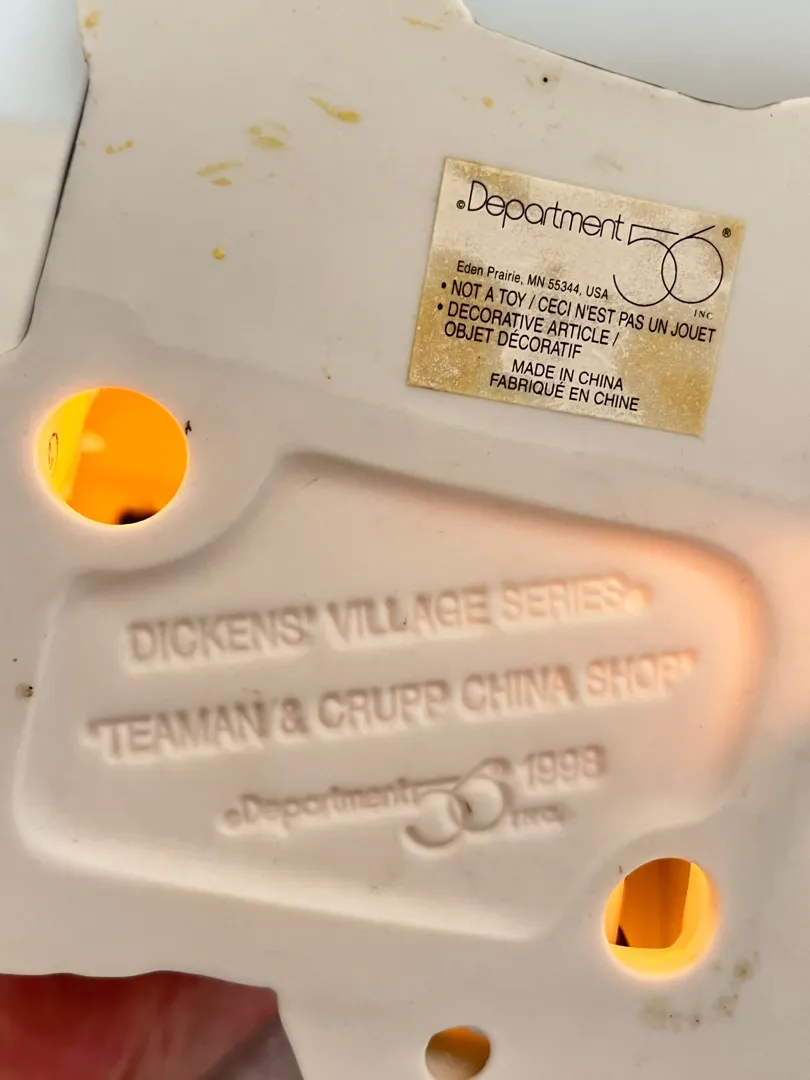 ©Department 56®
INC
Eden Prairie, MN 55344, USA
• NOT A TOY / CECI N'EST PAS UN JOUET
• DECORATIVE ARTICLE /
OBJET DÉCORATIF
MADE IN CHINA
FABRIQUÉ EN CHINE
DICKENS' VILLAGE SERIES®
"TEAMAN & CRUPP CHINA SHOP"
©Department 56® 1998
INC.